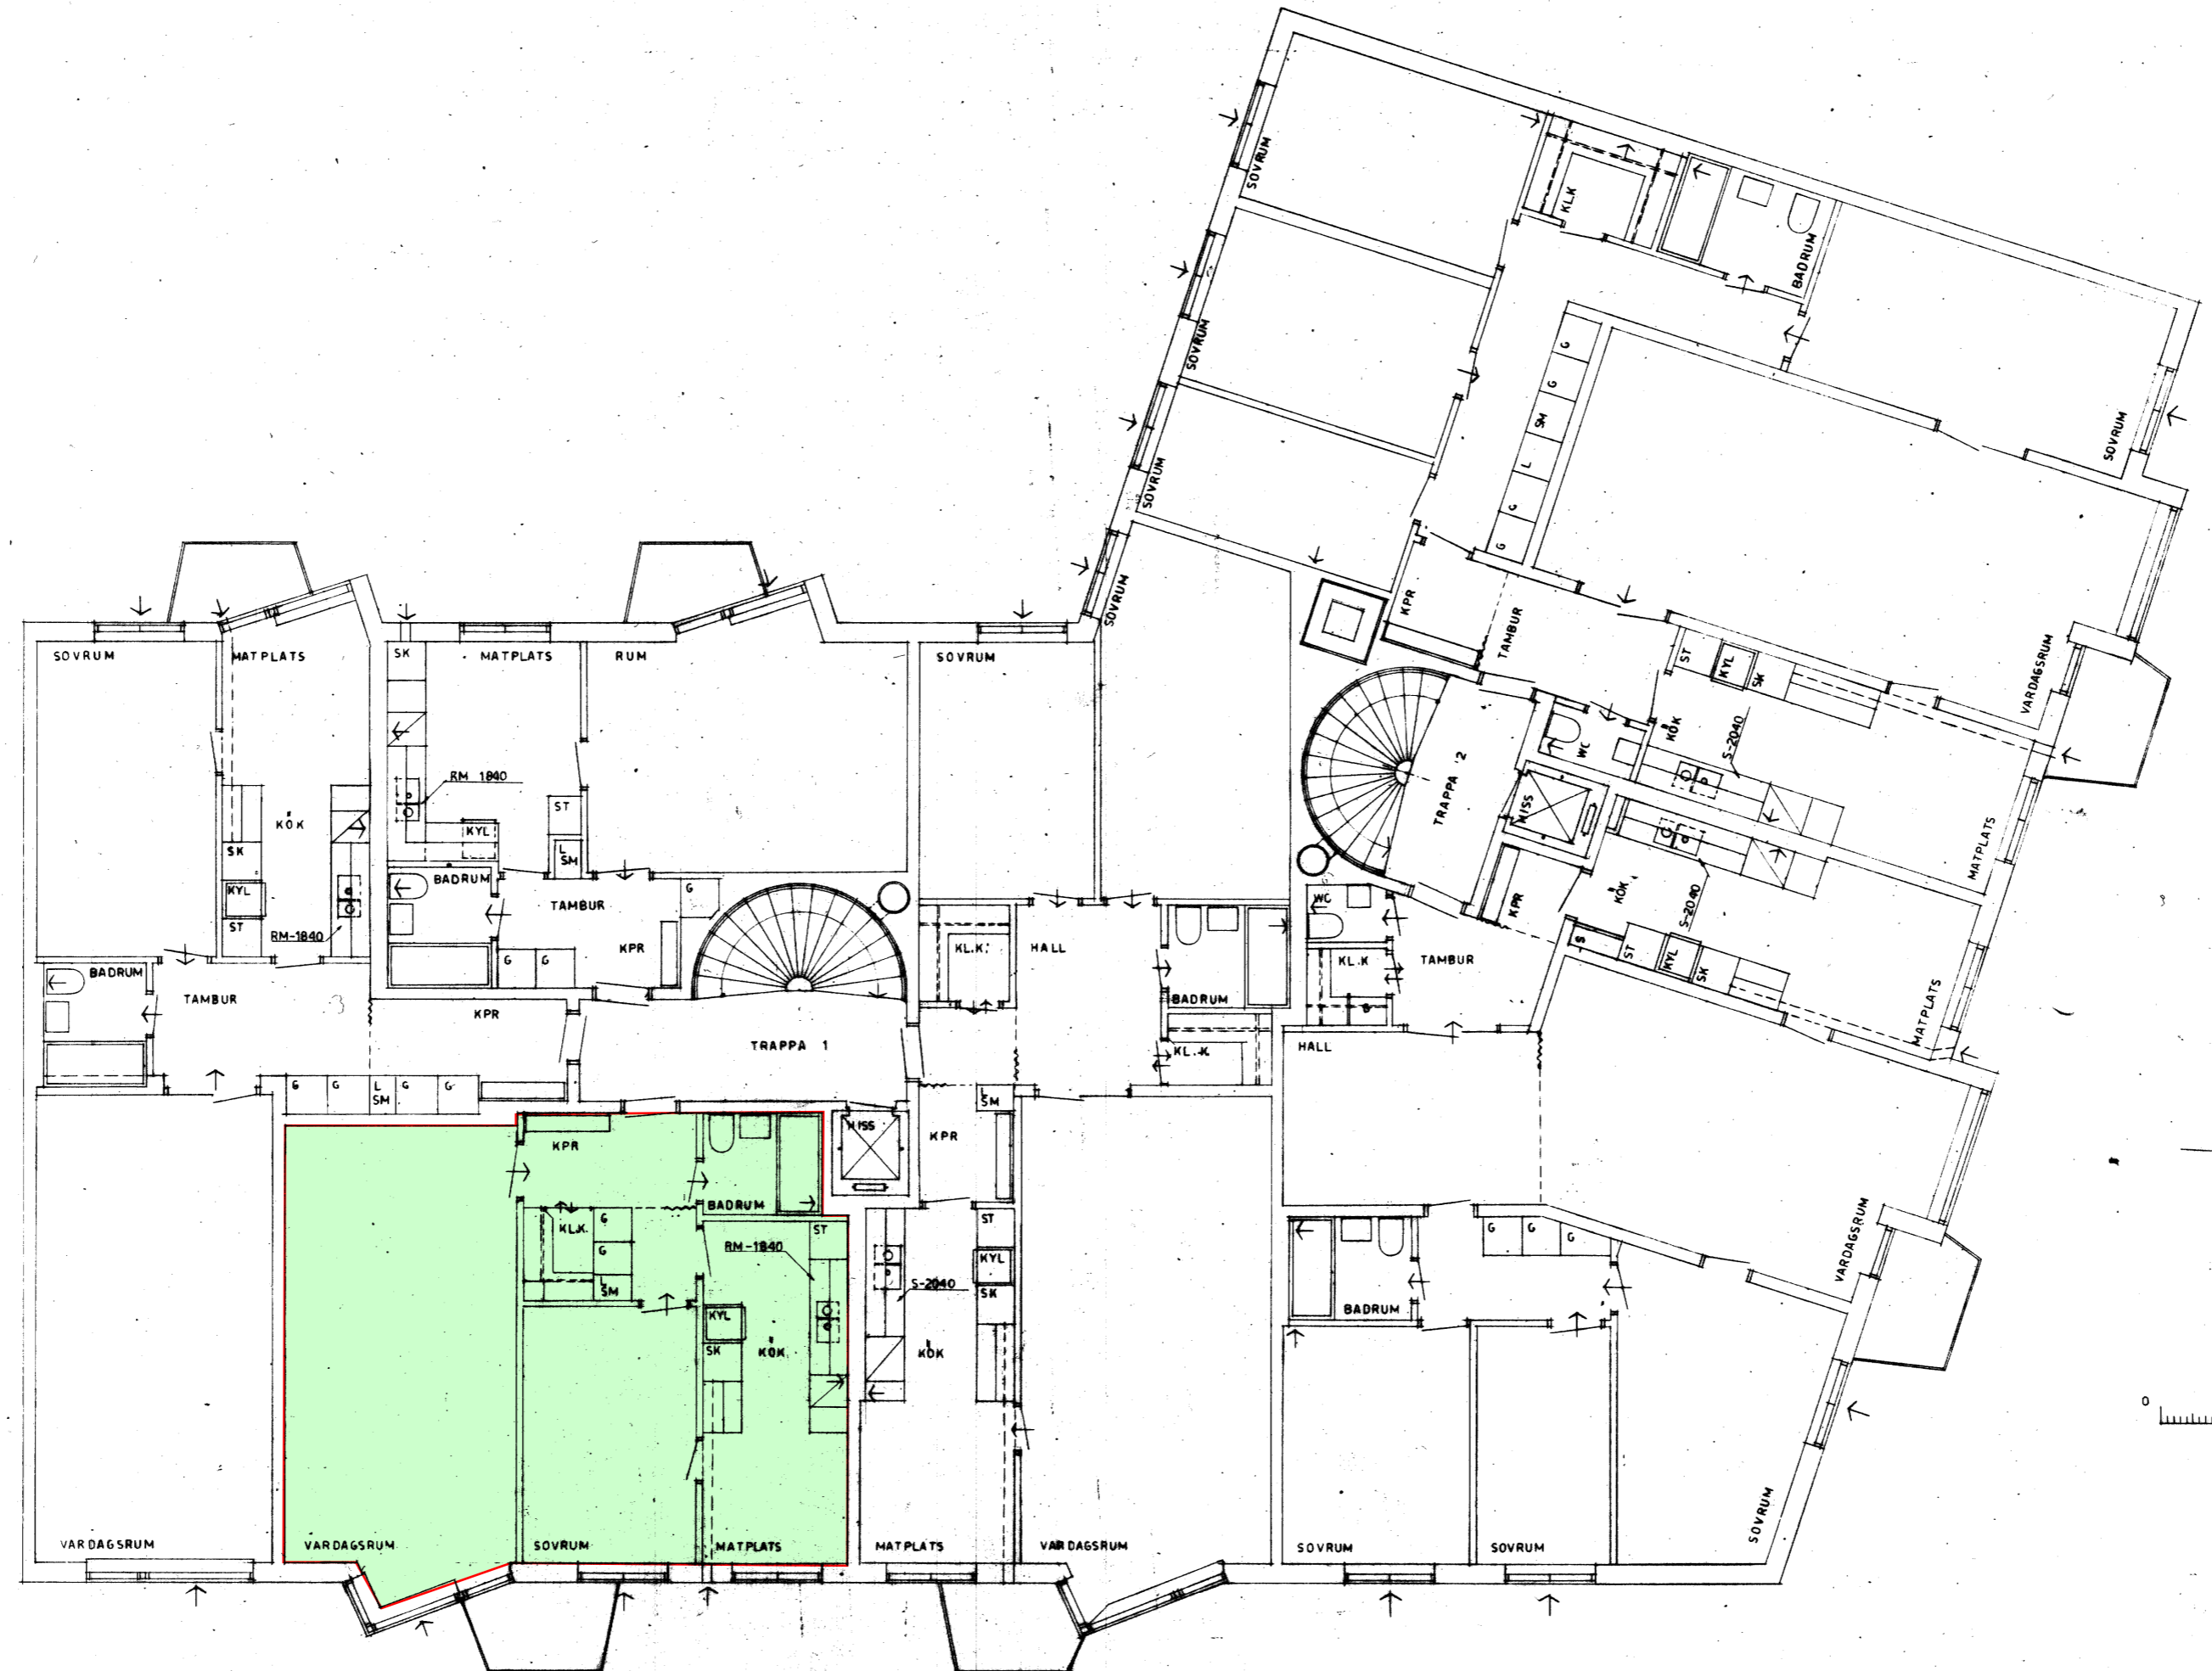 SOVRUM
KL.K
BADRUM
SOVRUM
G
G
SM
L
G
G
SOVRUM
SOVRUM
SOVRUM
KPR
TAMBUR
VARDAGSRUM
ST
KYL
SK
KÖK
S-2040
WC
MATPLATS
TRAPPA 2
HISS
KPR
KÖK
S-2040
S
ST
KYL
SK
MATPLATS
SOVRUM
MATPLATS
SK
MATPLATS
RUM
SOVRUM
RM 1840
KYL
ST
L
SM
KÖK
SK
KYL
ST
RM-1840
BADRUM
TAMBUR
G
KPR
G
G
BADRUM
TAMBUR
KPR
TRAPPA 1
KL.K
HALL
BADRUM
KL.K
WC
KL.K
G
TAMBUR
HALL
G
G
L
SM
G
G
KPR
BADRUM
HISS
L
SM
KPR
KL.K.
G
G
L
SM
RM-1840
ST
KYL
SK
KÖK
S-2040
ST
KYL
SK
KÖK
G
G
G
BADRUM
VARDAGSRUM
SOVRUM
VARDAGSRUM
VARDAGSRUM
SOVRUM
MATPLATS
MATPLATS
VARDAGSRUM
SOVRUM
SOVRUM
0